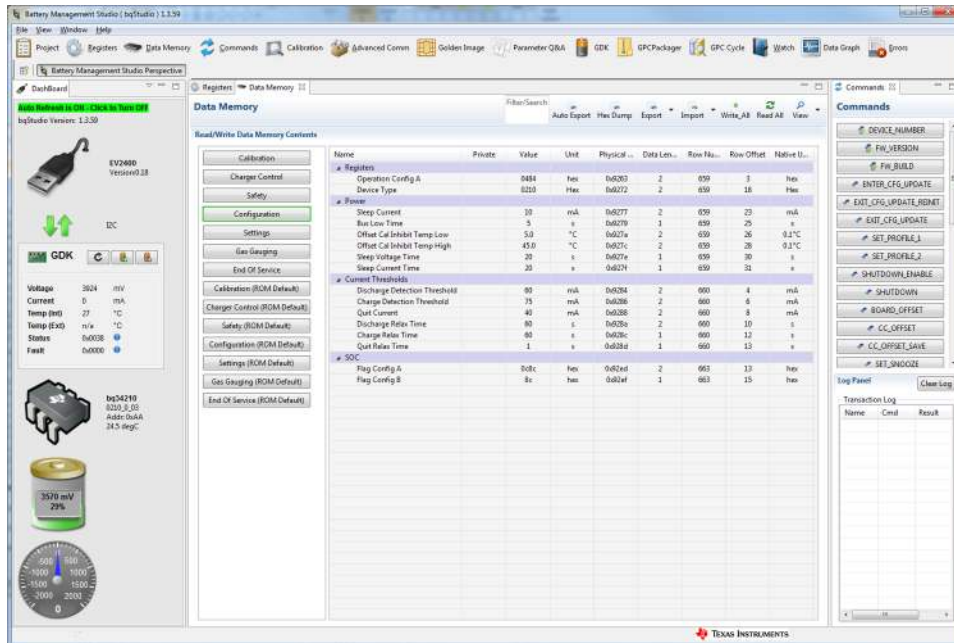 Battery Management Studio ( bqStudio ) 1.3.59
File View Window Help
Project Registers Data Memory Commands Calibration Advanced Comm Golden Image Parameter Q&A GDK GPCPackager GPC Cycle Watch Data Graph Errors
Battery Management Studio Perspective
DashBoard
Auto Refresh is ON - Click to Turn OFF
bqStudio Version: 1.3.59
EV2400
Version:0.18
I2C
GDK
Voltage 3924 mV
Current 0 mA
Temp (Int) 27 °C
Temp (Ext) n/a °C
Status 0x0038
Fault 0x0000
bq34210
0210_0_03
Addr: 0xAA
24.5 degC
3570 mV
29%
-500 500
-1000 1000
-1500 1500
-2000 2000
0
Registers Data Memory
Data Memory
Filter/Search
Auto Export Hex Dump Export Import Write_All Read All View
Read/Write Data Memory Contents
Calibration
Charger Control
Safety
Configuration
Settings
Gas Gauging
End Of Service
Calibration (ROM Default)
Charger Control (ROM Default)
Safety (ROM Default)
Configuration (ROM Default)
Settings (ROM Default)
Gas Gauging (ROM Default)
End Of Service (ROM Default)
Name Private Value Unit Physical ... Data Len... Row Nu... Row Offset Native U...
Registers
Operation Config A 0484 hex 0x9263 2 659 3 hex
Device Type 0210 Hex 0x9272 2 659 18 Hex
Power
Sleep Current 10 mA 0x9277 2 659 23 mA
Bus Low Time 5 s 0x9279 1 659 25 s
Offset Cal Inhibit Temp Low 5.0 °C 0x927a 2 659 26 0.1°C
Offset Cal Inhibit Temp High 45.0 °C 0x927c 2 659 28 0.1°C
Sleep Voltage Time 20 s 0x927e 1 659 30 s
Sleep Current Time 20 s 0x927f 1 659 31 s
Current Thresholds
Discharge Detection Threshold 60 mA 0x9284 2 660 4 mA
Charge Detection Threshold 75 mA 0x9286 2 660 6 mA
Quit Current 40 mA 0x9288 2 660 8 mA
Discharge Relax Time 60 s 0x928a 2 660 10 s
Charge Relax Time 60 s 0x928c 1 660 12 s
Quit Relax Time 1 s 0x928d 1 660 13 s
SOC
Flag Config A 0c8c hex 0x92ed 2 663 13 hex
Flag Config B 8c hex 0x92ef 1 663 15 hex
Commands
Commands
DEVICE_NUMBER
FW_VERSION
FW_BUILD
ENTER_CFG_UPDATE
EXIT_CFG_UPDATE_REINIT
EXIT_CFG_UPDATE
SET_PROFILE_1
SET_PROFILE_2
SHUTDOWN_ENABLE
SHUTDOWN
BOARD_OFFSET
CC_OFFSET
CC_OFFSET_SAVE
SET_SNOOZE
Log Panel Clear Log
Transaction Log
Name Cmd Result
TEXAS INSTRUMENTS